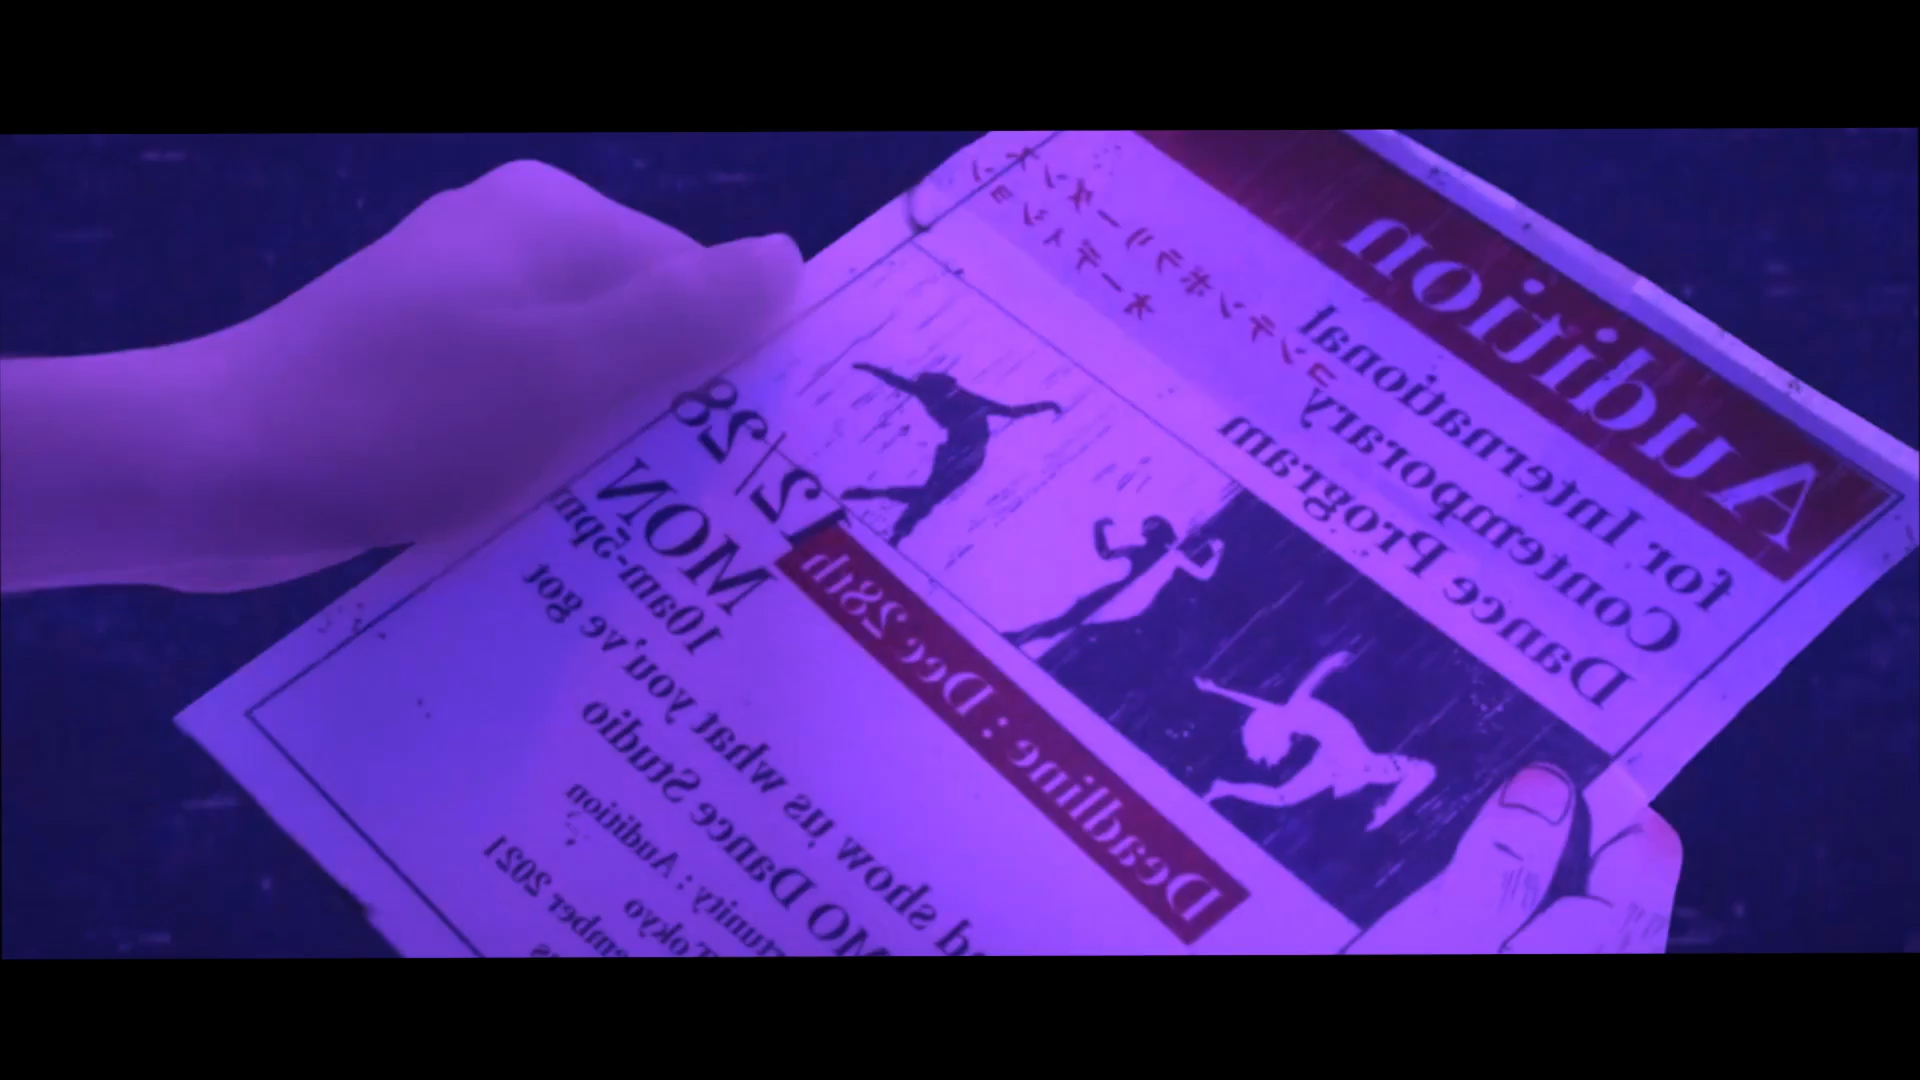 Audition
for International
Contemporary
Dance Program
コンテンポラリーダンス
オーディション
12/28
MON
10am-5pm
Deadline : Dec 28th
show us what you've got
MO Dance Studio
Audition
Tokyo
2021